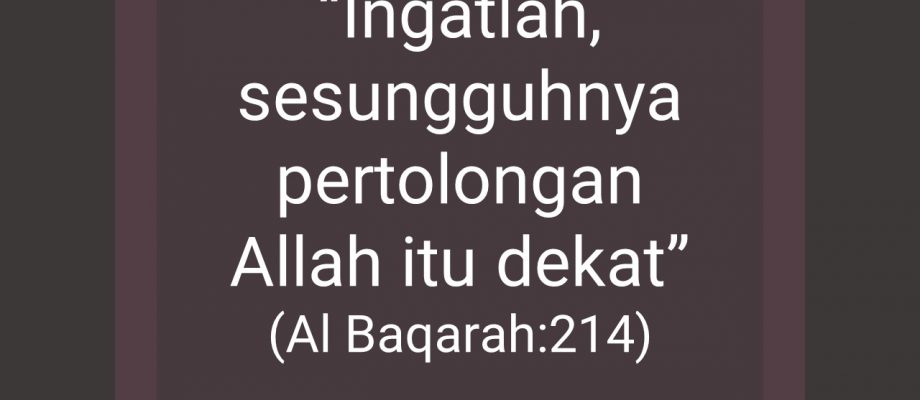 “Ingatlah,
sesungguhnya
pertolongan
Allah itu dekat”
(Al Baqarah:214)